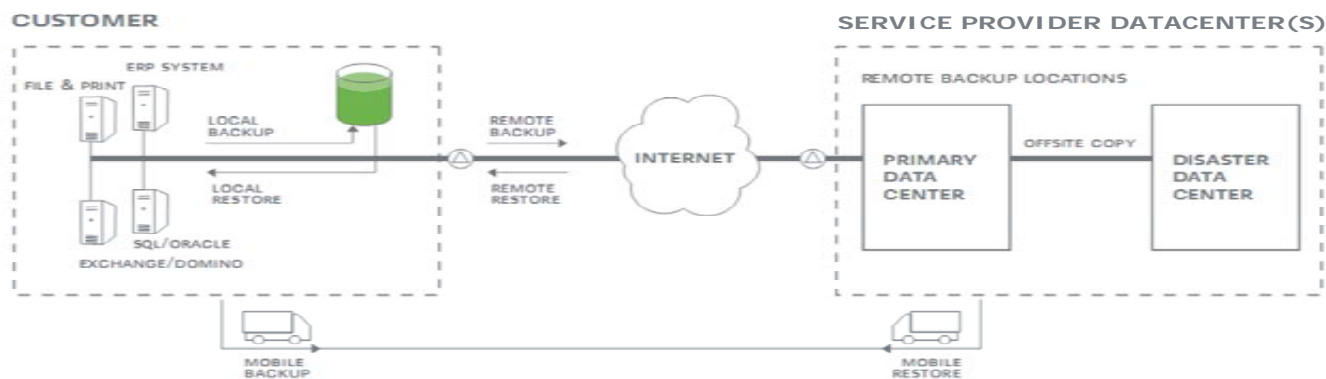 CUSTOMER
SERVICE PROVIDER DATACENTER(S)
ERP SYSTEM
FILE & PRINT
LOCAL
BACKUP
LOCAL
RESTORE
SQL/ORACLE
EXCHANGE/DOMINO
REMOTE
BACKUP
REMOTE
RESTORE
INTERNET
REMOTE BACKUP LOCATIONS
PRIMARY
DATA
CENTER
OFFSITE COPY
DISASTER
DATA
CENTER
MOBILE
BACKUP
MOBILE
RESTORE